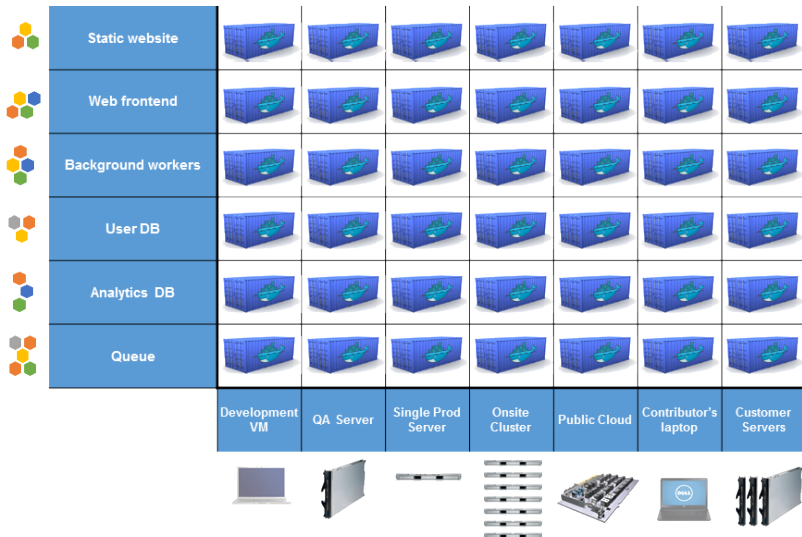 Static website
Web frontend
Background workers
User DB
Analytics DB
Queue
Development
VM
QA Server
Single Prod
Server
Onsite
Cluster
Public Cloud
Contributor's
laptop
Customer
Servers
DELL